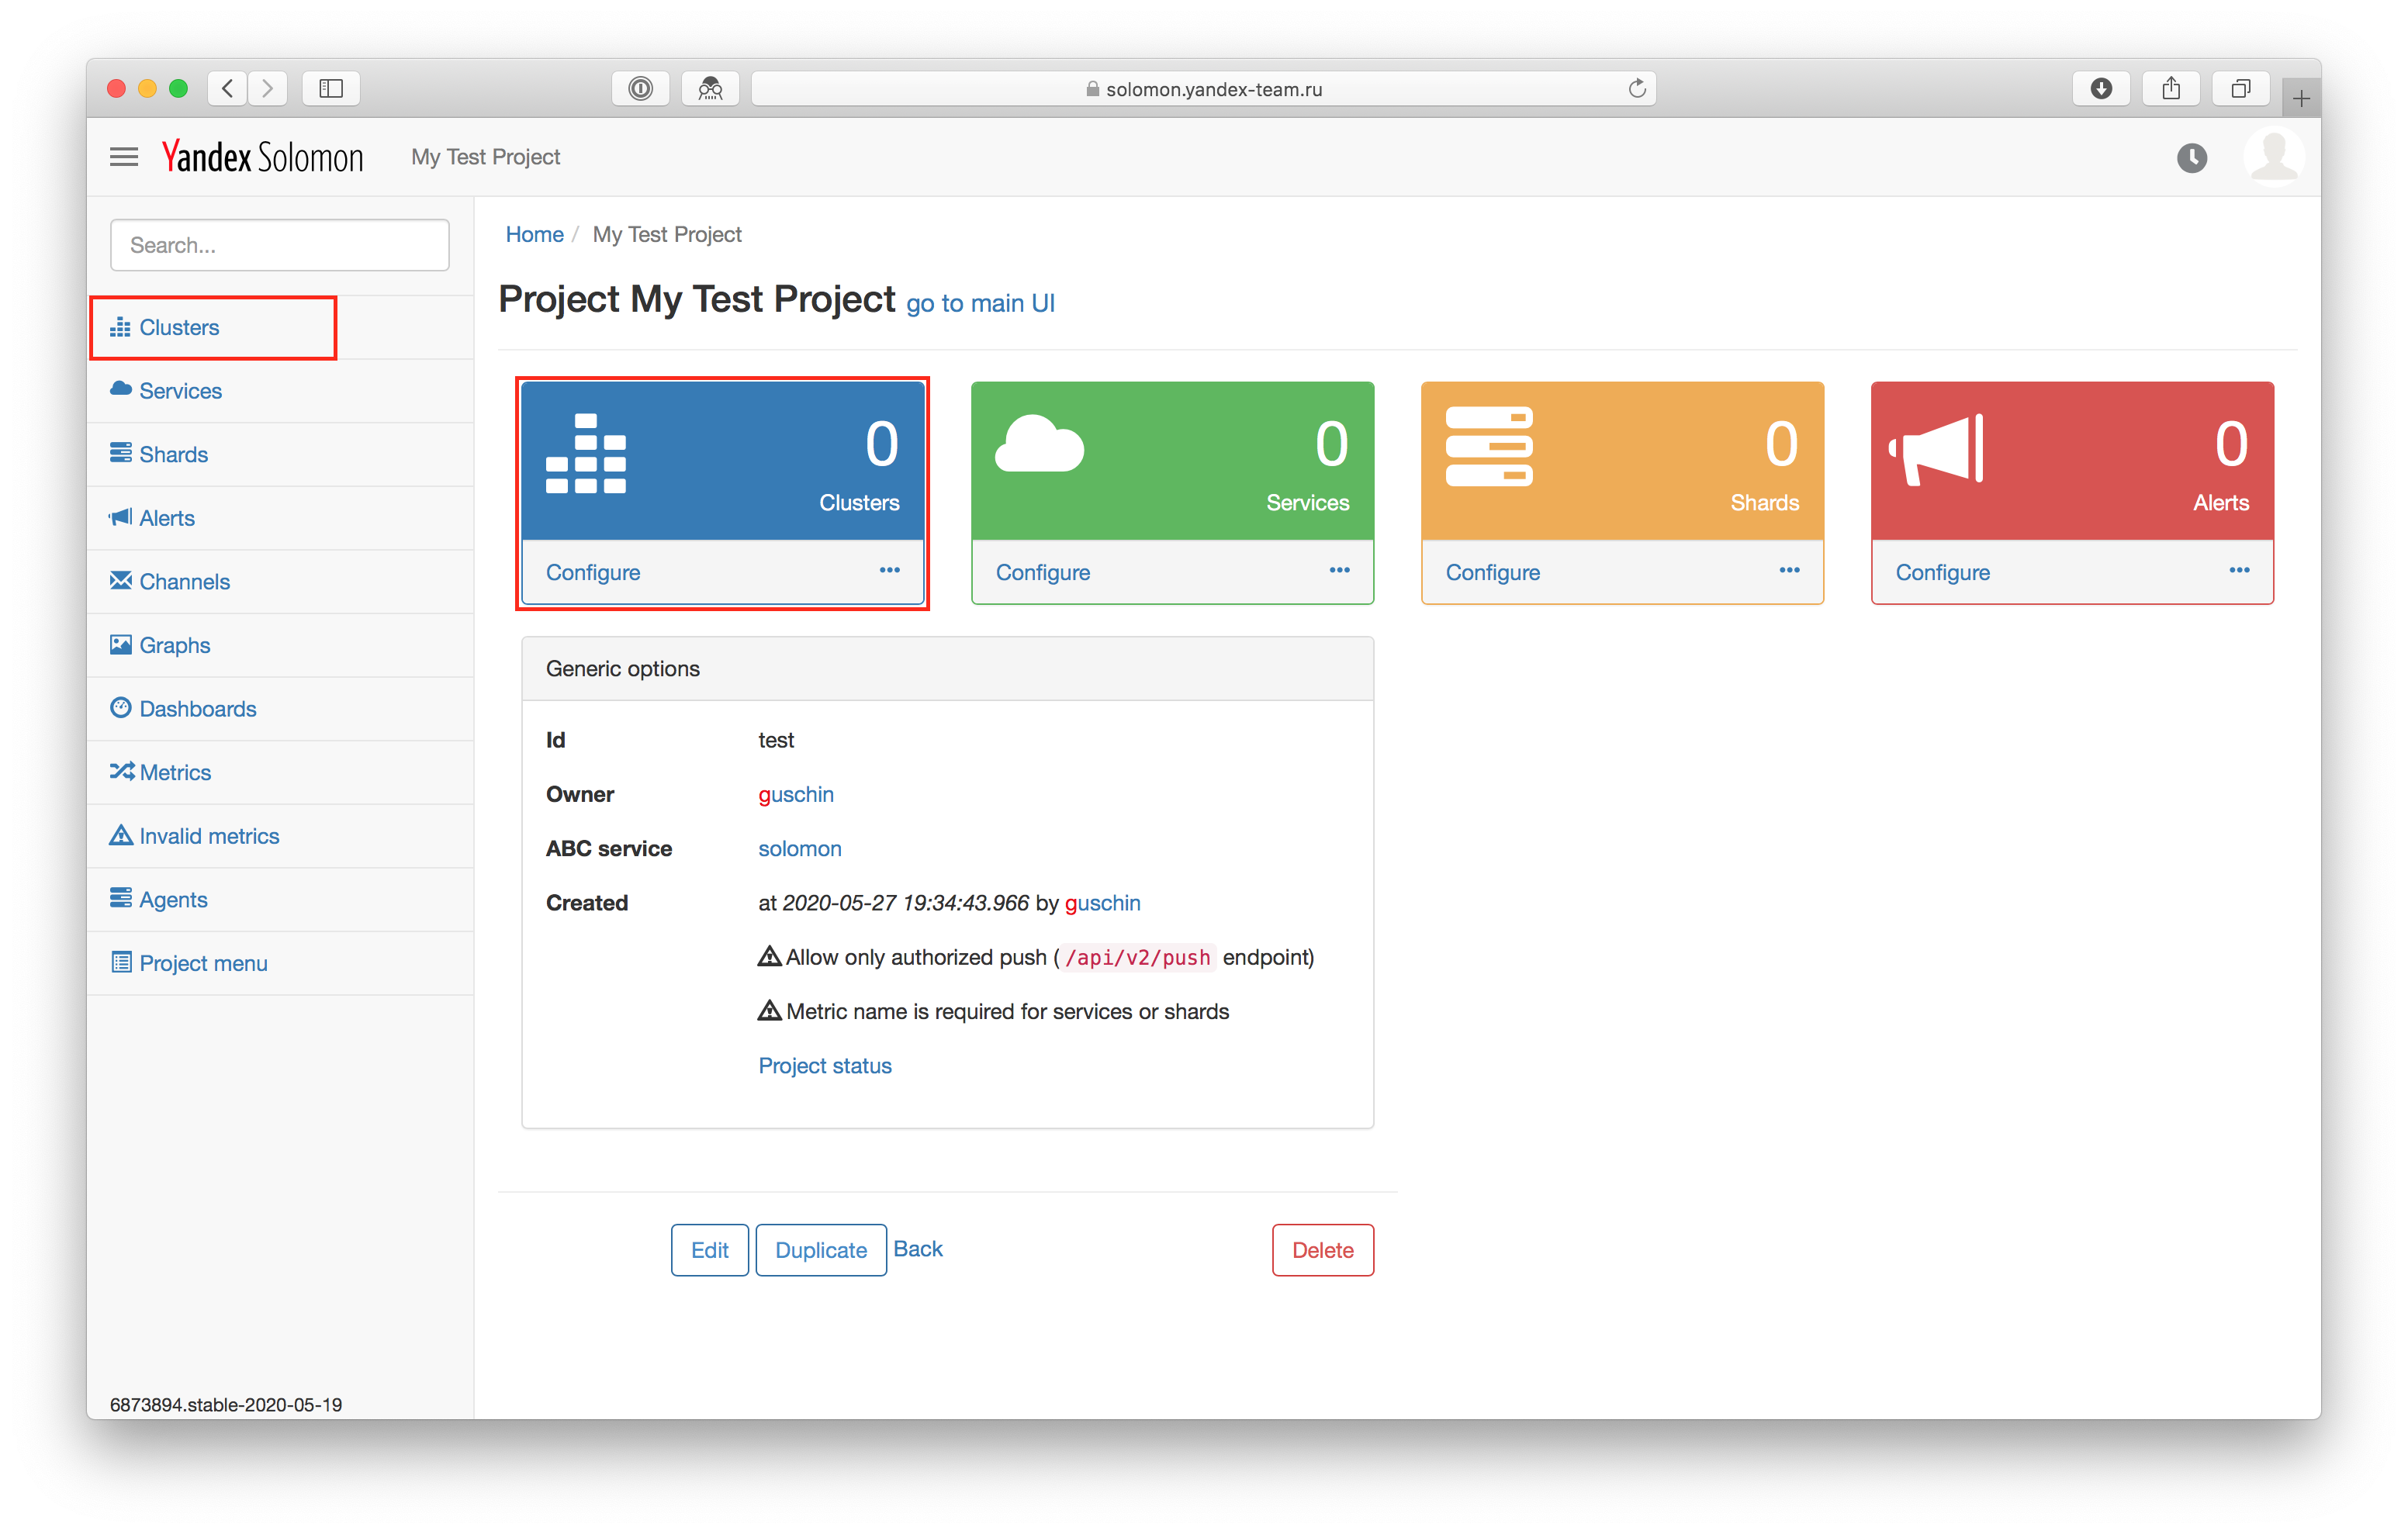 solomon.yandex-team.ru
Yandex Solomon
My Test Project
Search...
Clusters
Services
Shards
Alerts
Channels
Graphs
Dashboards
Metrics
Invalid metrics
Agents
Project menu
6873894.stable-2020-05-19
Home / My Test Project
Project My Test Project go to main UI
0
Clusters
Configure
0
Services
Configure
0
Shards
Configure
0
Alerts
Configure
Generic options
Id test
Owner guschin
ABC service solomon
Created at 2020-05-27 19:34:43.966 by guschin
Allow only authorized push ( /api/v2/push endpoint)
Metric name is required for services or shards
Project status
Edit Duplicate Back Delete